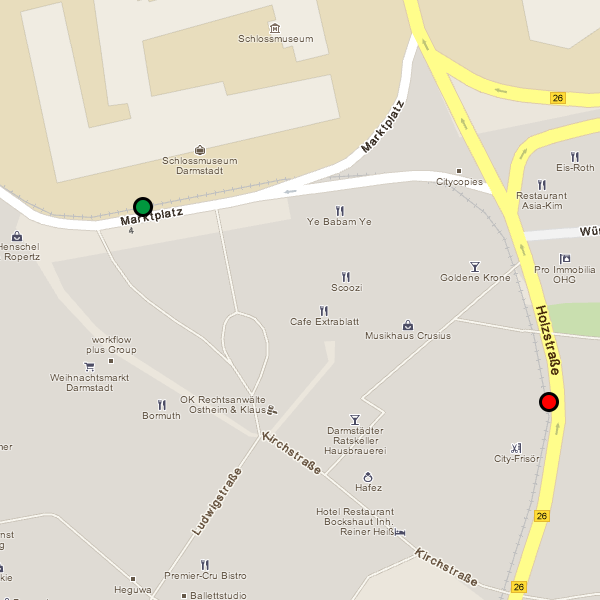 Schlossmuseum
26
Marktplatz
Schlossmuseum
Darmstadt
Eis-Roth
Citycopies
Restaurant
Asia-Kim
Marktplatz
4
Ye Babam Ye
Henschel
Ropertz
Goldene Krone
Pro Immobilia
OHG
Scoozi
Holzstraße
Cafe Extrablatt
Musikhaus Crusius
workflow
plus Group
Weihnachtsmarkt
Darmstadt
OK Rechtsanwälte
Ostheim & Klaus
Bormuth
Darmstädter
Ratskeller
Hausbrauerei
Kirchstraße
City-Frisör
Hafez
Ludwigstraße
Hotel Restaurant
Bockshaut Inh.
Reiner Heiß
26
Kirchstraße
Premier-Cru Bistro
Heguwa
Ballettstudio
26